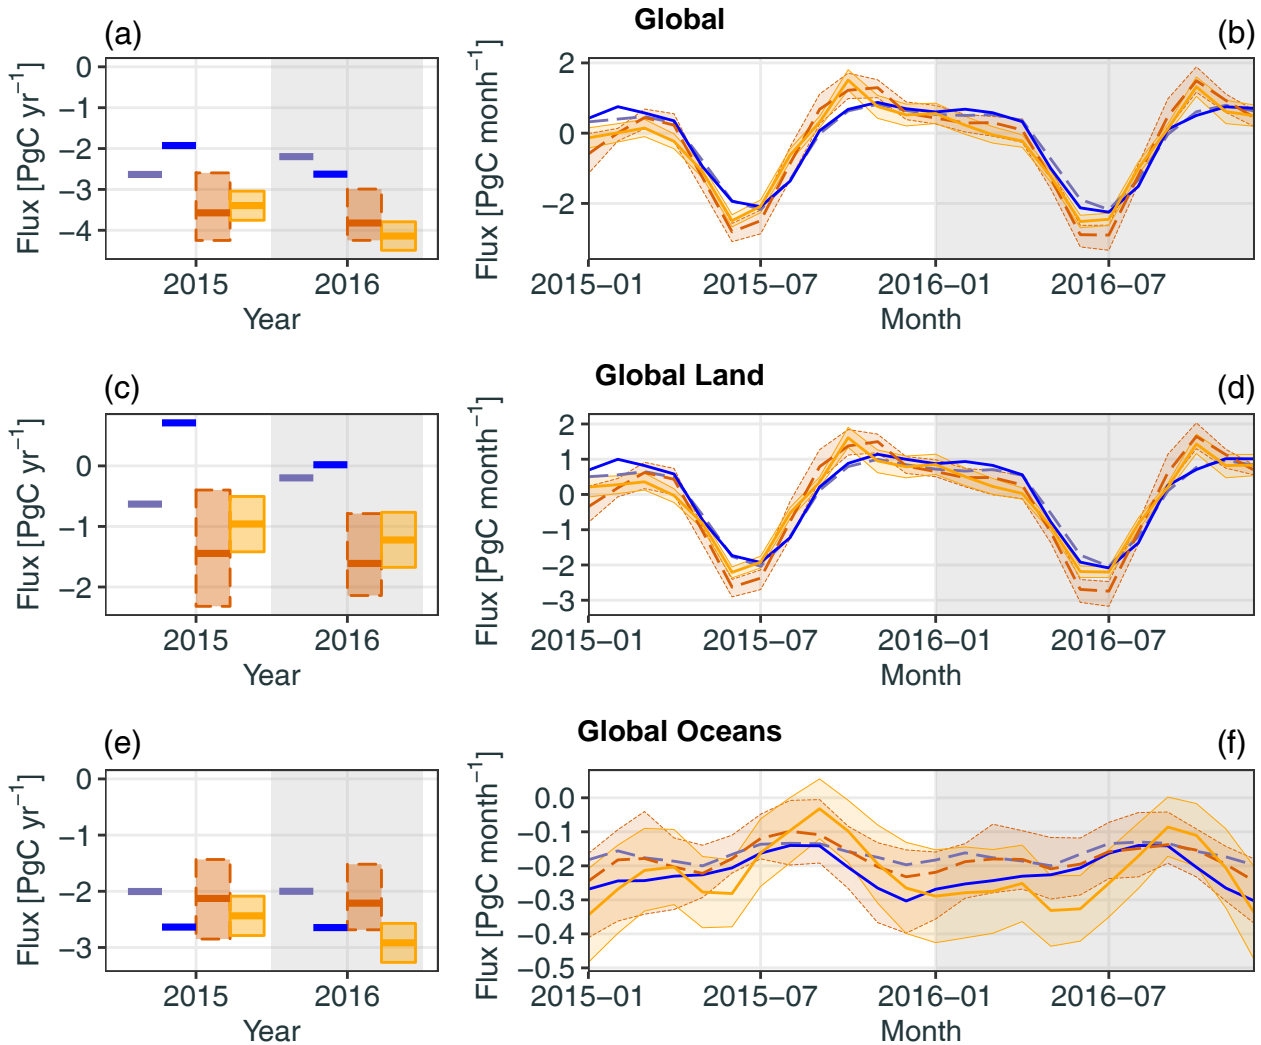 Global
(a)
(b)
Flux [PgC yr⁻¹]
0
−1
−2
−3
−4
2015
2016
Year
Flux [PgC monh⁻¹]
2
0
−2
2015−01
2015−07
2016−01
2016−07
Month
Global Land
(c)
(d)
Flux [PgC yr⁻¹]
0
−1
−2
2015
2016
Year
Flux [PgC month⁻¹]
2
1
0
−1
−2
−3
2015−01
2015−07
2016−01
2016−07
Month
Global Oceans
(e)
(f)
Flux [PgC yr⁻¹]
0
−1
−2
−3
2015
2016
Year
Flux [PgC month⁻¹]
0.0
−0.1
−0.2
−0.3
−0.4
−0.5
2015−01
2015−07
2016−01
2016−07
Month